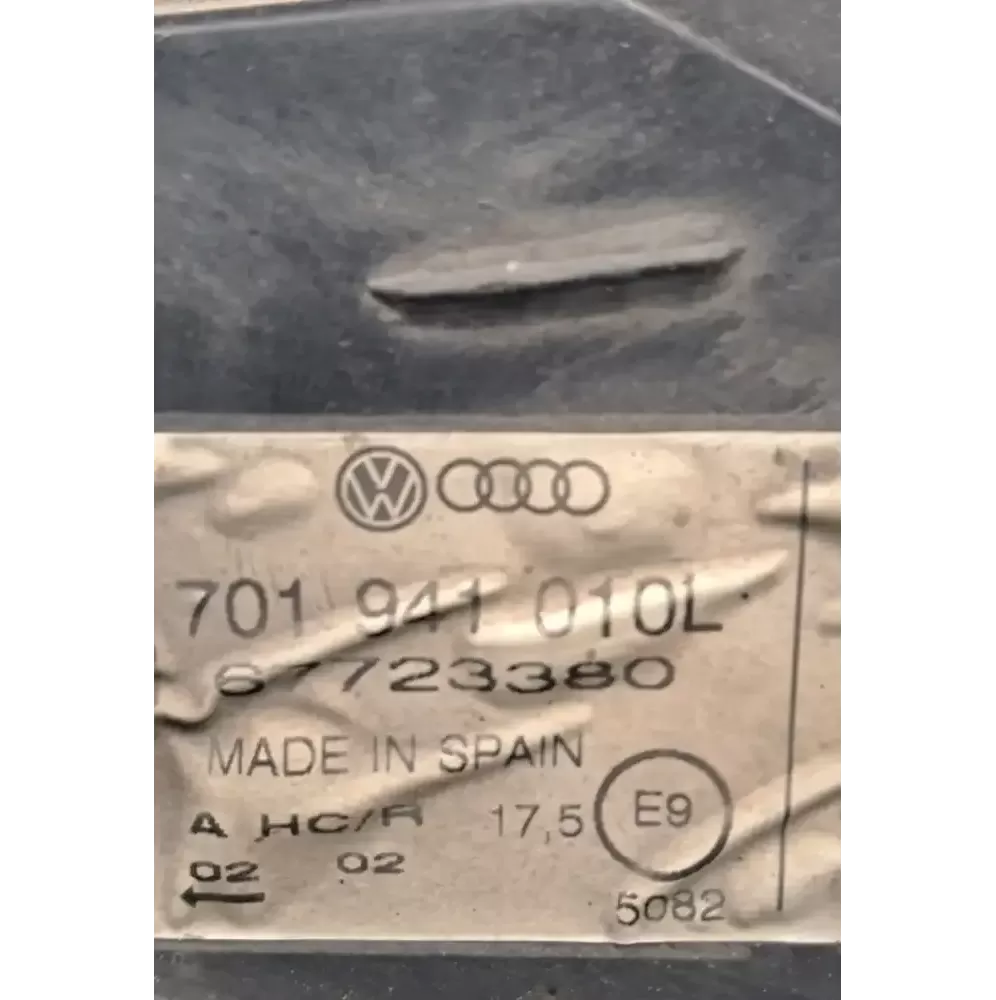 701 941 010L
67723380
MADE IN SPAIN
A HC/R 17,5 E9
02 02
5082